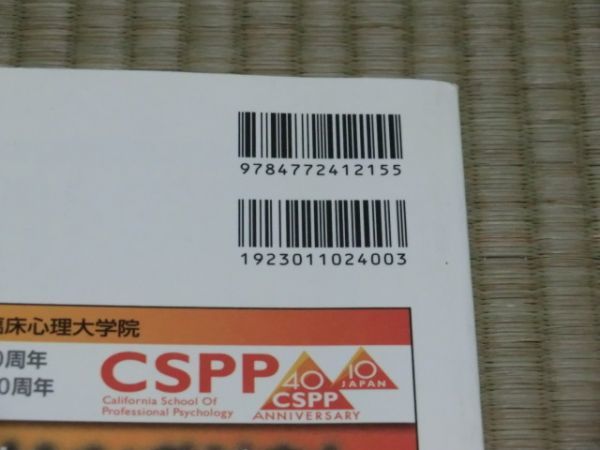 9784772412155
1923011024003
床心理大学院
0周年
0周年
CSPP
California School Of
Professional Psychology
40
CSPP
ANNIVERSARY
10
JAPAN